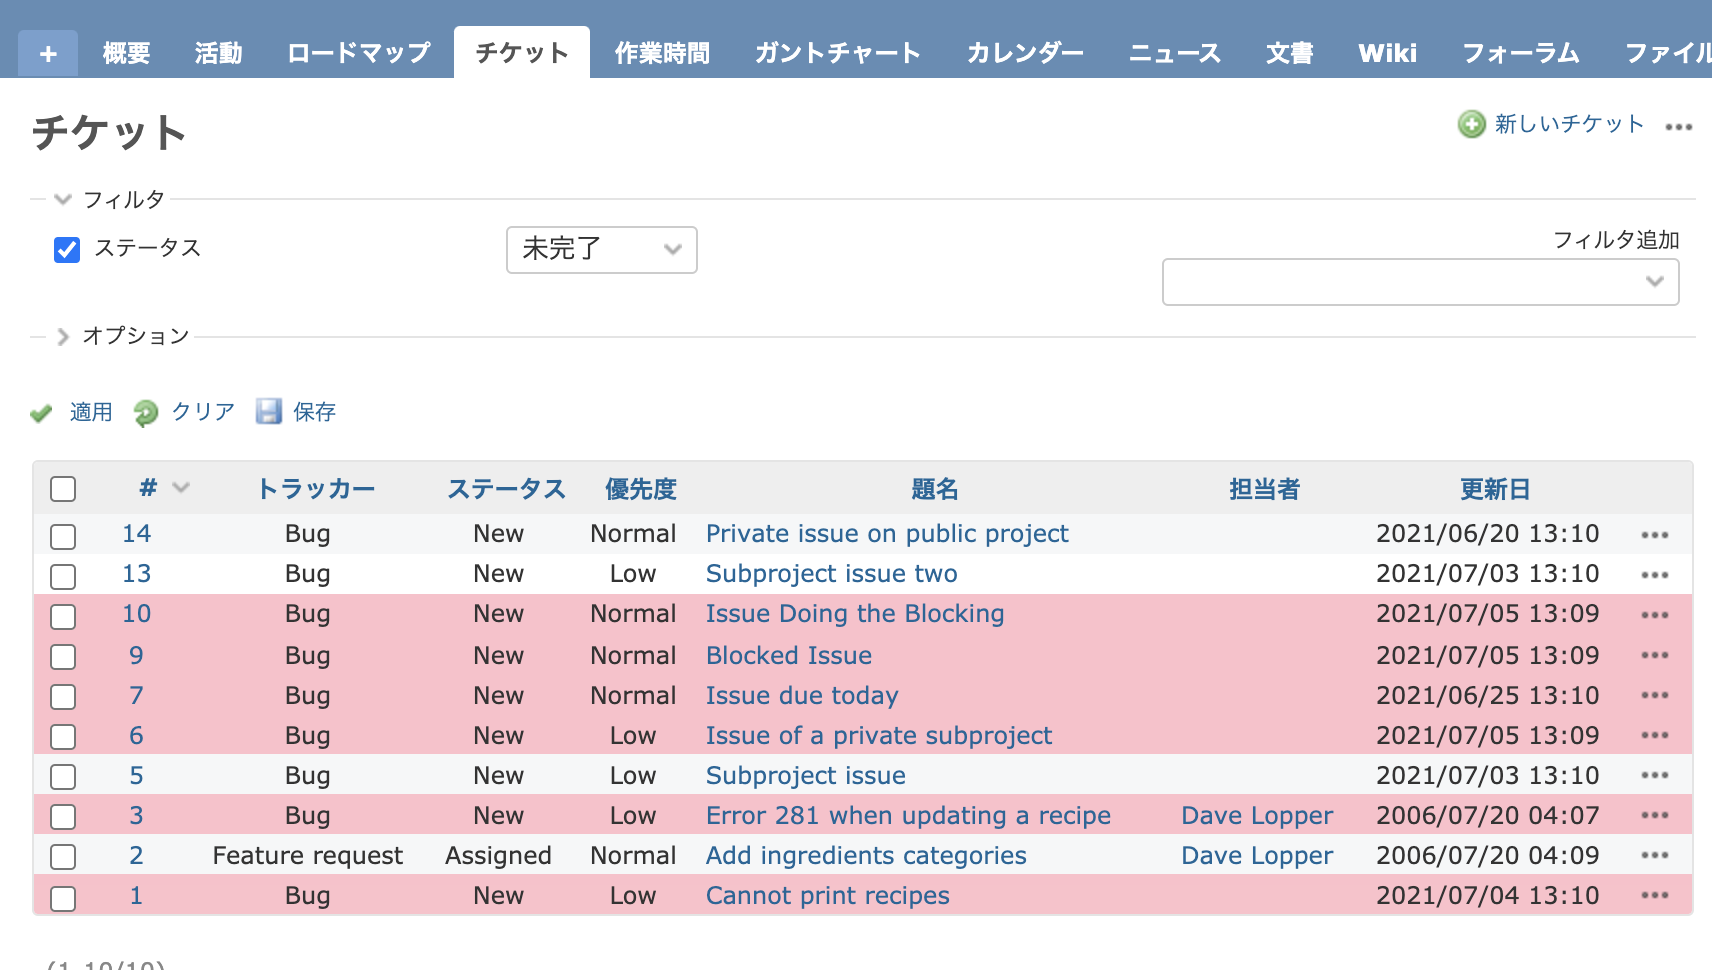 + 概要 活動 ロードマップ チケット 作業時間 ガントチャート カレンダー ニュース 文書 Wiki フォーラム ファイル
チケット
新しいチケット
フィルタ
ステータス 未完了
フィルタ追加
オプション
適用 クリア 保存
# トラッカー ステータス 優先度 題名 担当者 更新日
14 Bug New Normal Private issue on public project 2021/06/20 13:10
13 Bug New Low Subproject issue two 2021/07/03 13:10
10 Bug New Normal Issue Doing the Blocking 2021/07/05 13:09
9 Bug New Normal Blocked Issue 2021/07/05 13:09
7 Bug New Normal Issue due today 2021/06/25 13:10
6 Bug New Low Issue of a private subproject 2021/07/05 13:09
5 Bug New Low Subproject issue 2021/07/03 13:10
3 Bug New Low Error 281 when updating a recipe Dave Lopper 2006/07/20 04:07
2 Feature request Assigned Normal Add ingredients categories Dave Lopper 2006/07/20 04:09
1 Bug New Low Cannot print recipes 2021/07/04 13:10
(1-10/10)